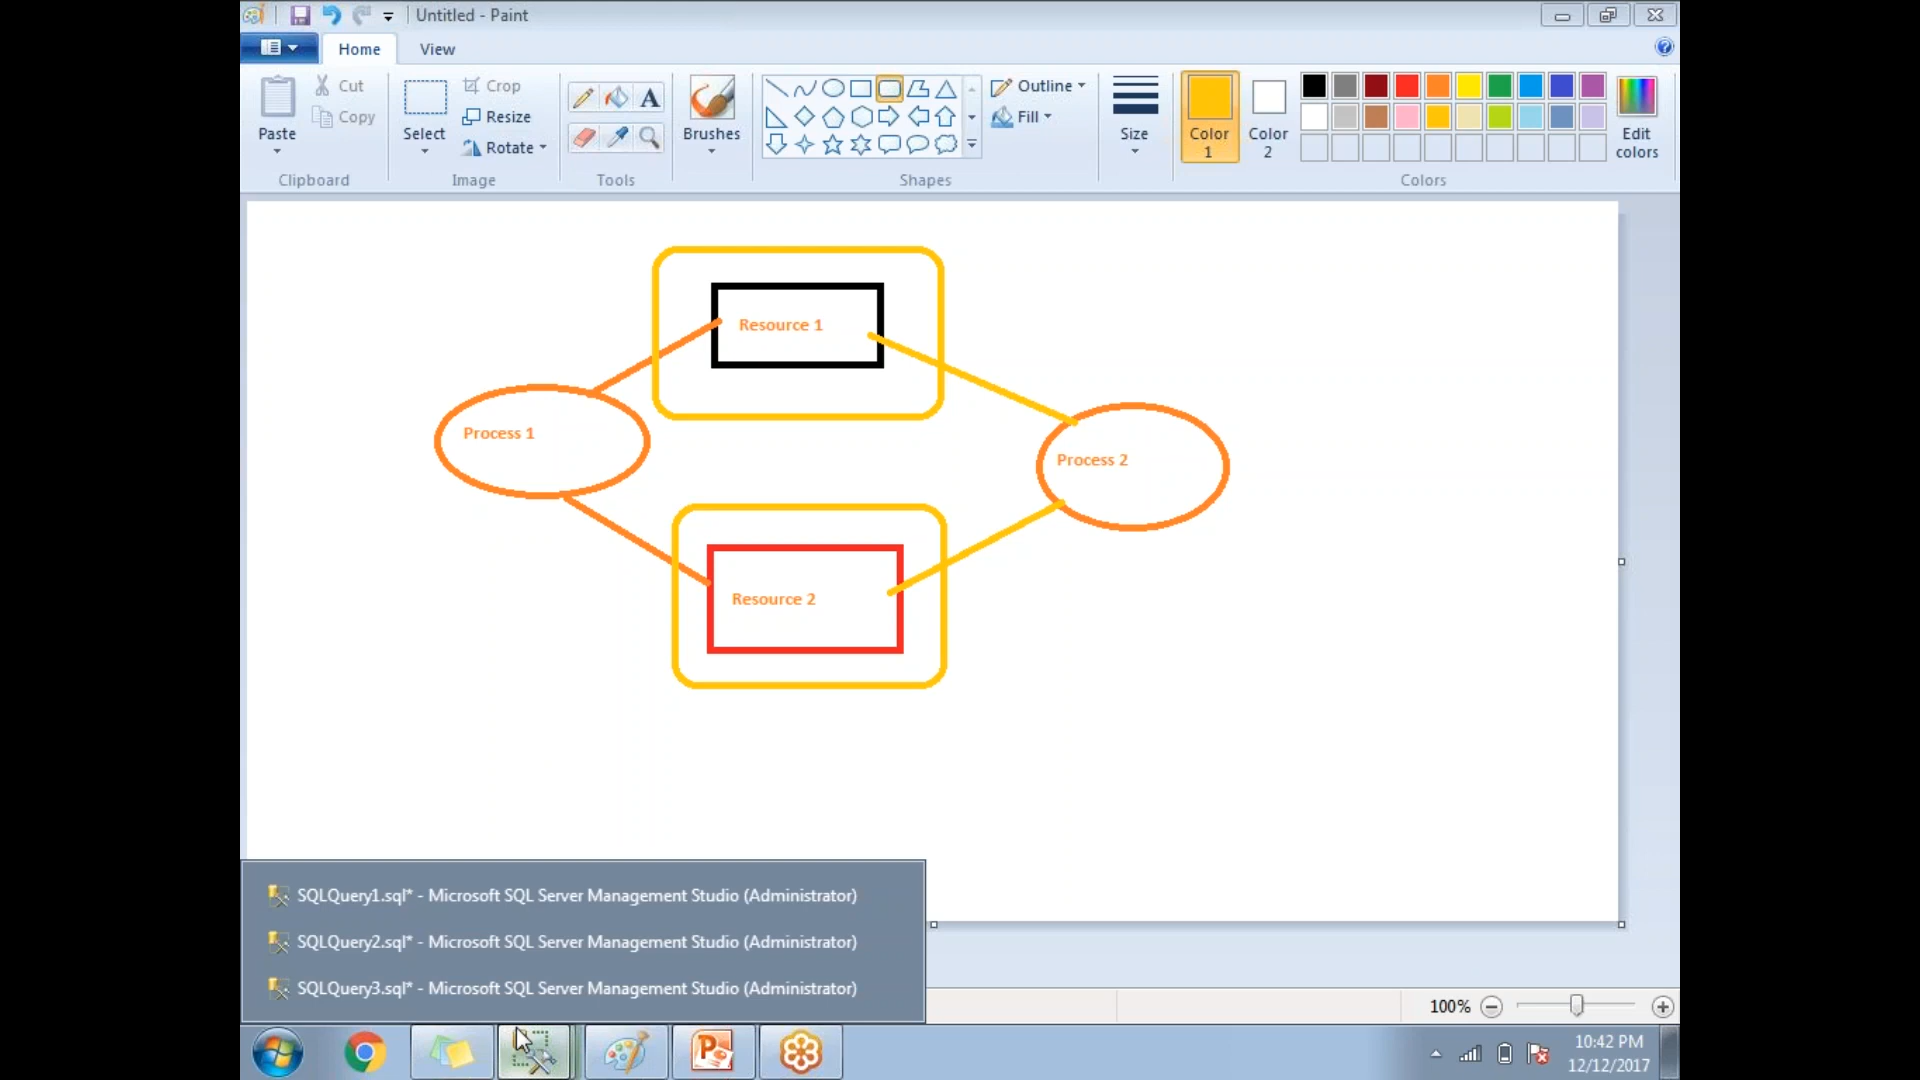 Untitled - Paint
Home
View
Paste
Cut
Copy
Clipboard
Select
Crop
Resize
Rotate
Image
A
Tools
Brushes
Shapes
Outline
Fill
Size
Color
1
Color
2
Edit
colors
Colors
Resource 1
Process 1
Process 2
Resource 2
SQLQuery1.sql* - Microsoft SQL Server Management Studio (Administrator)
SQLQuery2.sql* - Microsoft SQL Server Management Studio (Administrator)
SQLQuery3.sql* - Microsoft SQL Server Management Studio (Administrator)
100%
10:42 PM
12/12/2017